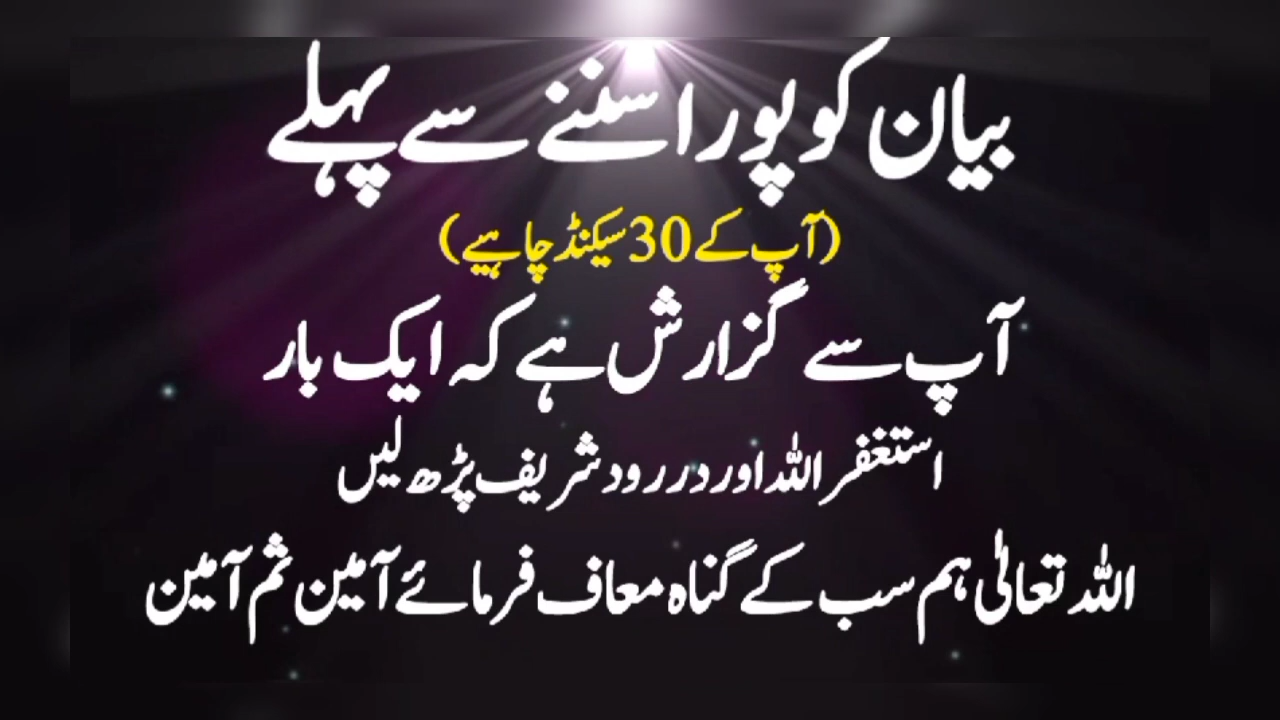 بیان کو پورا سننے سے پہلے
(آپ کے 30 سیکنڈ چاہیے)
آپ سے گزارش ہے کہ ایک بار
استغفر اللہ اور دررود شریف پڑھ لیں
اللہ تعالیٰ ہم سب کے گناہ معاف فرمائے آمین ثم آمین